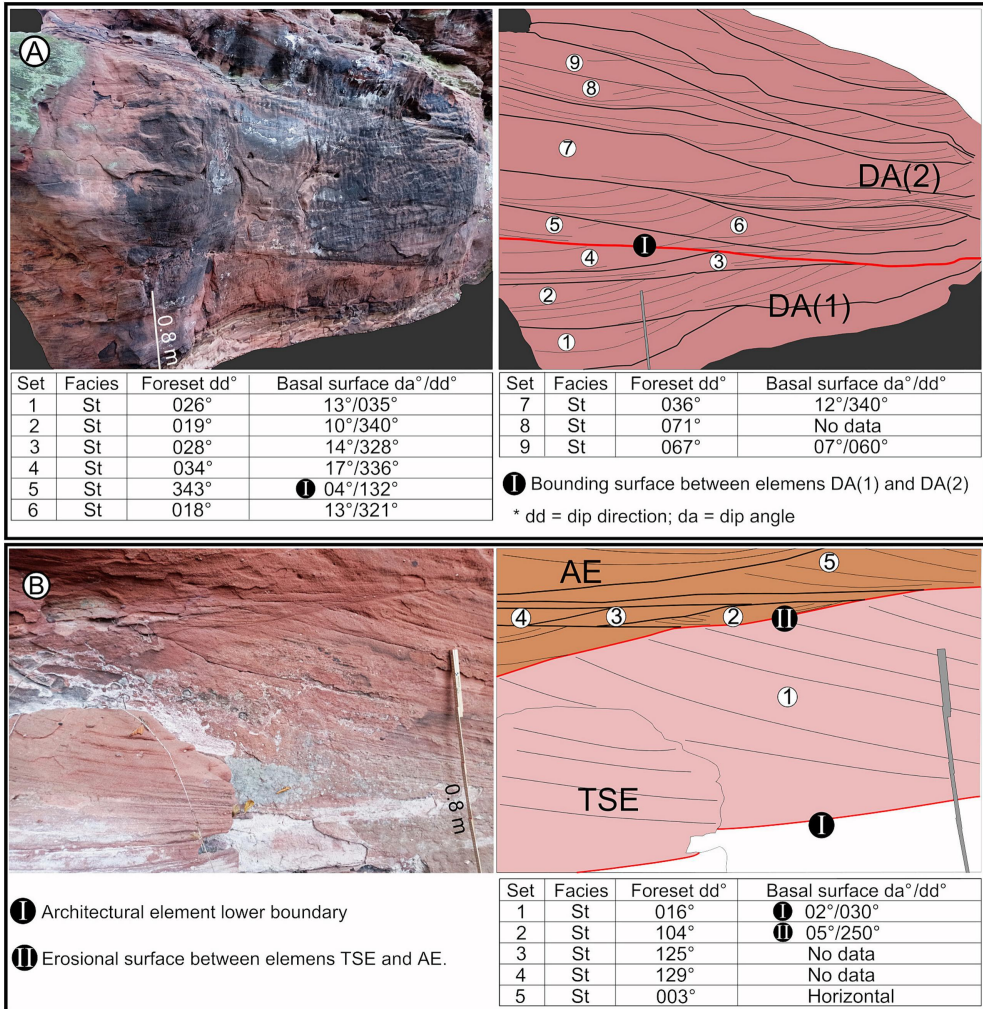 A
0.8 m
9
8
7
DA(2)
5
6
I
4
3
2
DA(1)
1
Set Facies Foreset dd° Basal surface da°/dd°
1 St 026° 13°/035°
2 St 019° 10°/340°
3 St 028° 14°/328°
4 St 034° 17°/336°
5 St 343° I 04°/132°
6 St 018° 13°/321°
Set Facies Foreset dd° Basal surface da°/dd°
7 St 036° 12°/340°
8 St 071° No data
9 St 067° 07°/060°
I Bounding surface between elemens DA(1) and DA(2)
* dd = dip direction; da = dip angle
B
0.8 m
AE
5
4
3
2
II
1
TSE
I
I Architectural element lower boundary
II Erosional surface between elemens TSE and AE.
Set Facies Foreset dd° Basal surface da°/dd°
1 St 016° I 02°/030°
2 St 104° II 05°/250°
3 St 125° No data
4 St 129° No data
5 St 003° Horizontal